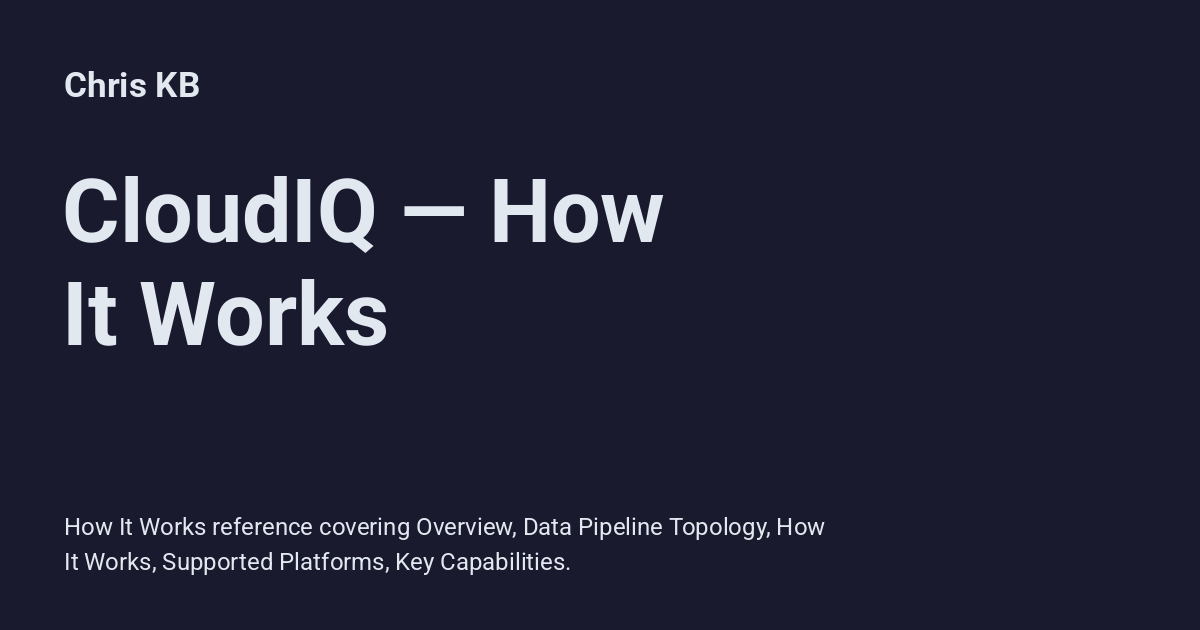 Chris KB
CloudIQ — How
It Works
How It Works reference covering Overview, Data Pipeline Topology, How
It Works, Supported Platforms, Key Capabilities.